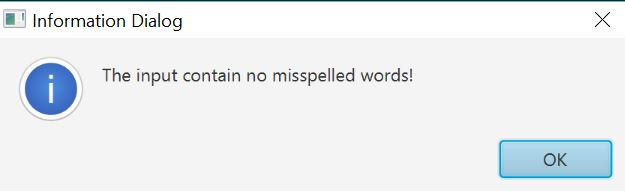 Information Dialog
The input contain no misspelled words!
OK